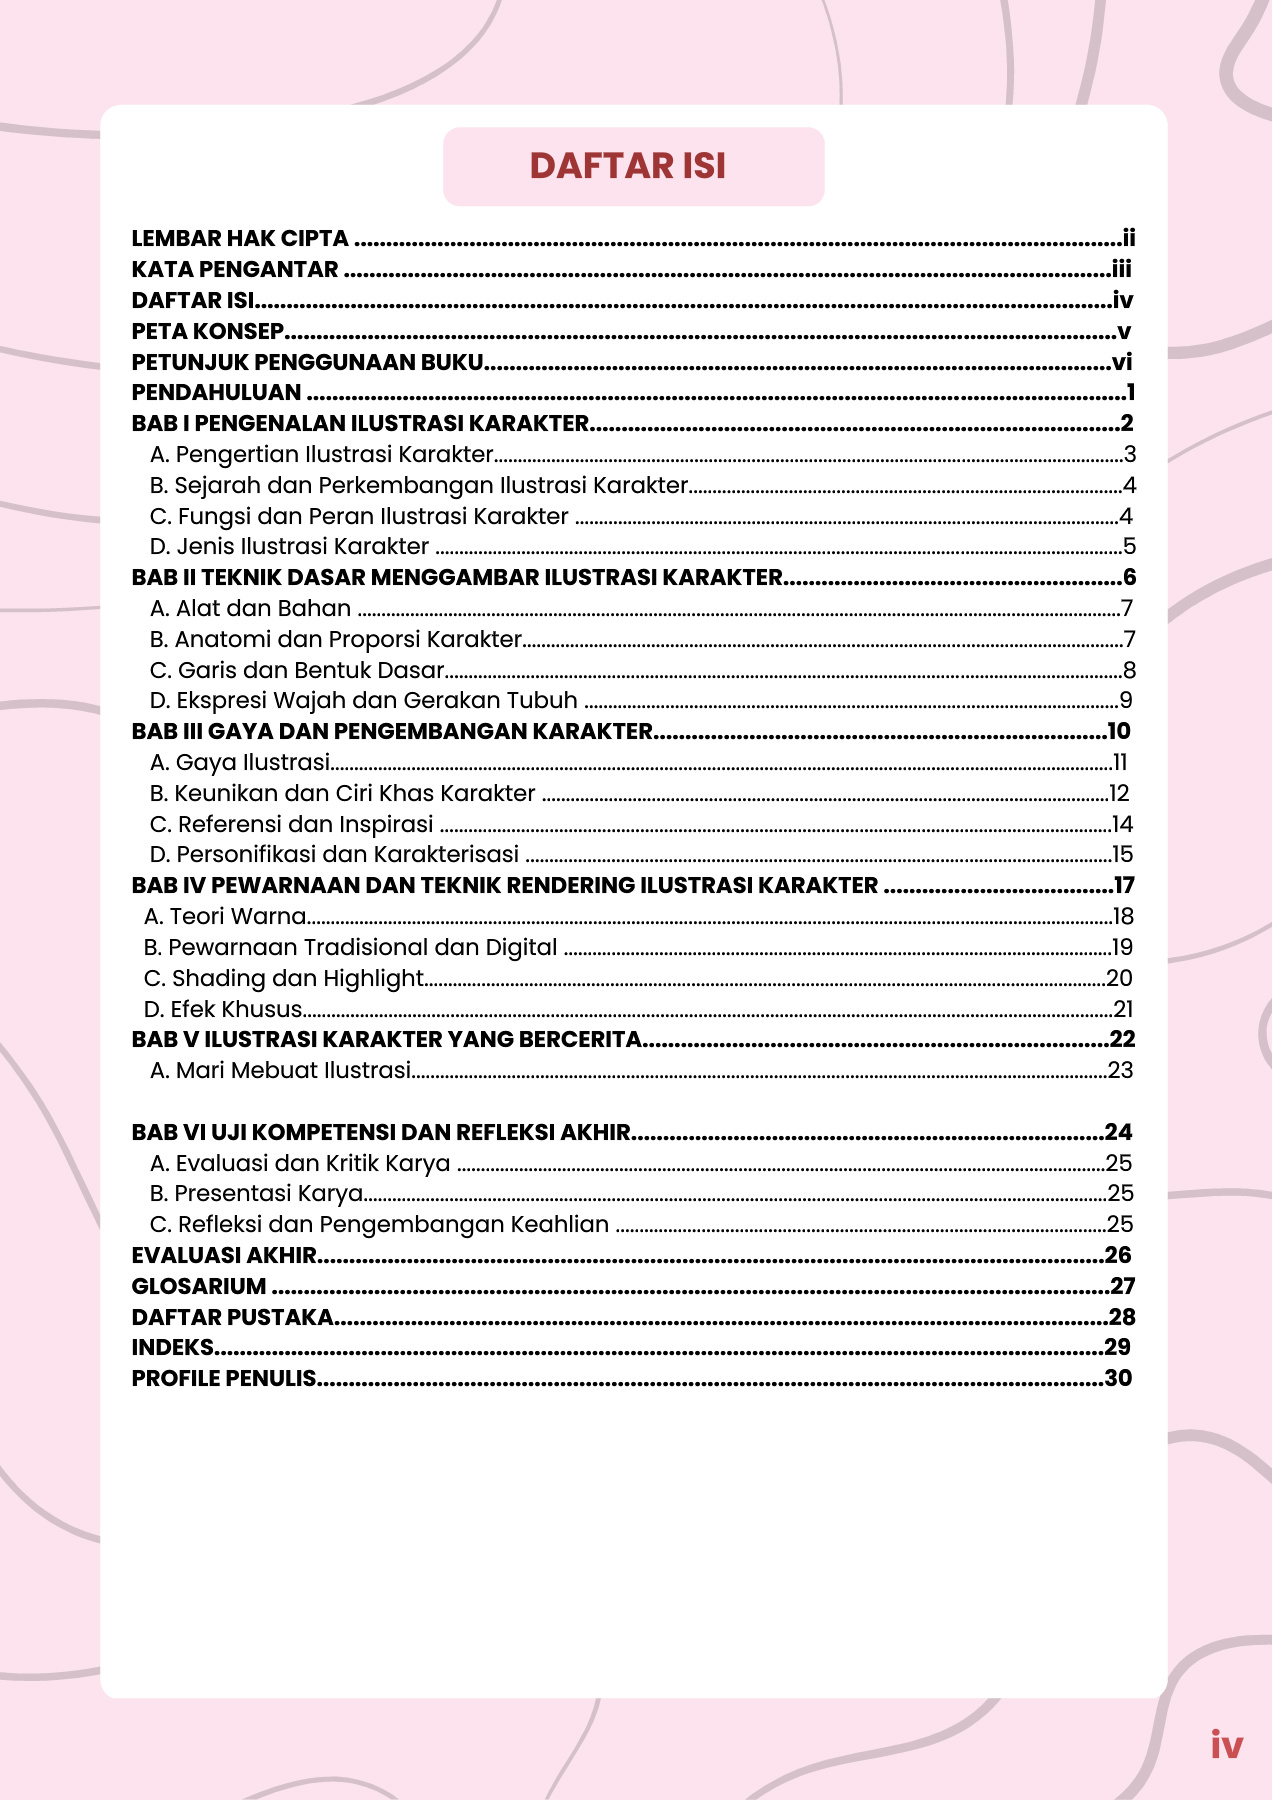 DAFTAR ISI
LEMBAR HAK CIPTA ........................................ii
KATA PENGANTAR ........................................iii
DAFTAR ISI........................................iv
PETA KONSEP........................................v
PETUNJUK PENGGUNAAN BUKU........................................vi
PENDAHULUAN ........................................1
BAB I PENGENALAN ILUSTRASI KARAKTER........................................2
A. Pengertian Ilustrasi Karakter........................................3
B. Sejarah dan Perkembangan Ilustrasi Karakter........................................4
C. Fungsi dan Peran Ilustrasi Karakter ........................................4
D. Jenis Ilustrasi Karakter ........................................5
BAB II TEKNIK DASAR MENGGAMBAR ILUSTRASI KARAKTER........................................6
A. Alat dan Bahan ........................................7
B. Anatomi dan Proporsi Karakter........................................7
C. Garis dan Bentuk Dasar........................................8
D. Ekspresi Wajah dan Gerakan Tubuh ........................................9
BAB III GAYA DAN PENGEMBANGAN KARAKTER........................................10
A. Gaya Ilustrasi........................................11
B. Keunikan dan Ciri Khas Karakter ........................................12
C. Referensi dan Inspirasi ........................................14
D. Personifikasi dan Karakterisasi ........................................15
BAB IV PEWARNAAN DAN TEKNIK RENDERING ILUSTRASI KARAKTER ........................................17
A. Teori Warna........................................18
B. Pewarnaan Tradisional dan Digital ........................................19
C. Shading dan Highlight........................................20
D. Efek Khusus........................................21
BAB V ILUSTRASI KARAKTER YANG BERCERITA........................................22
A. Mari Mebuat Ilustrasi........................................23
BAB VI UJI KOMPETENSI DAN REFLEKSI AKHIR........................................24
A. Evaluasi dan Kritik Karya ........................................25
B. Presentasi Karya........................................25
C. Refleksi dan Pengembangan Keahlian ........................................25
EVALUASI AKHIR........................................26
GLOSARIUM ........................................27
DAFTAR PUSTAKA........................................28
INDEKS........................................29
PROFILE PENULIS........................................30
iv